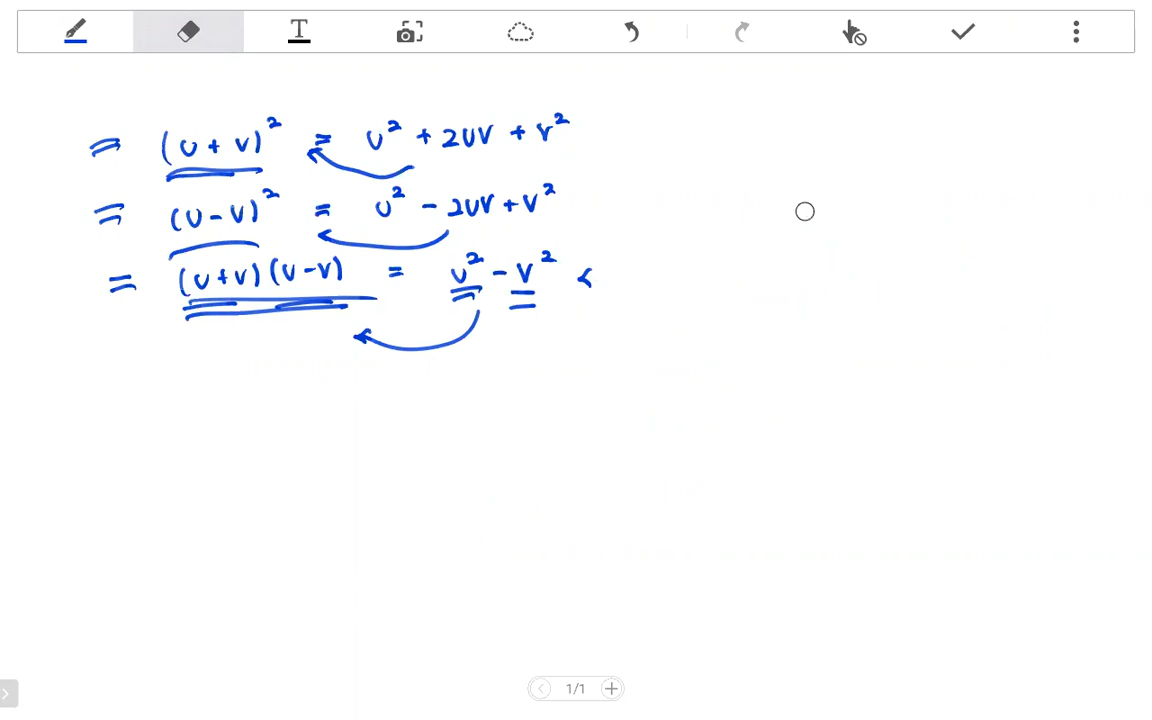 T
= (u + v)² = u² + 2uv + v²
= (u - v)² = u² - 2uv + v²
= (u+v)(u-v) = u² - v²
1/1